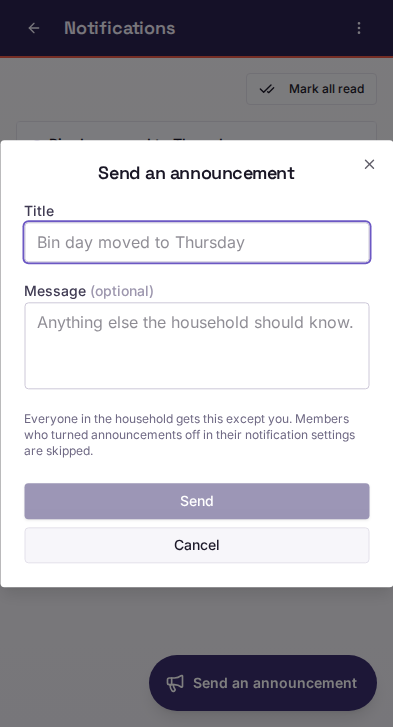 Notifications
Mark all read
Send an announcement
Title
Bin day moved to Thursday
Message (optional)
Anything else the household should know.
Everyone in the household gets this except you. Members
who turned announcements off in their notification settings
are skipped.
Send
Cancel
Send an announcement